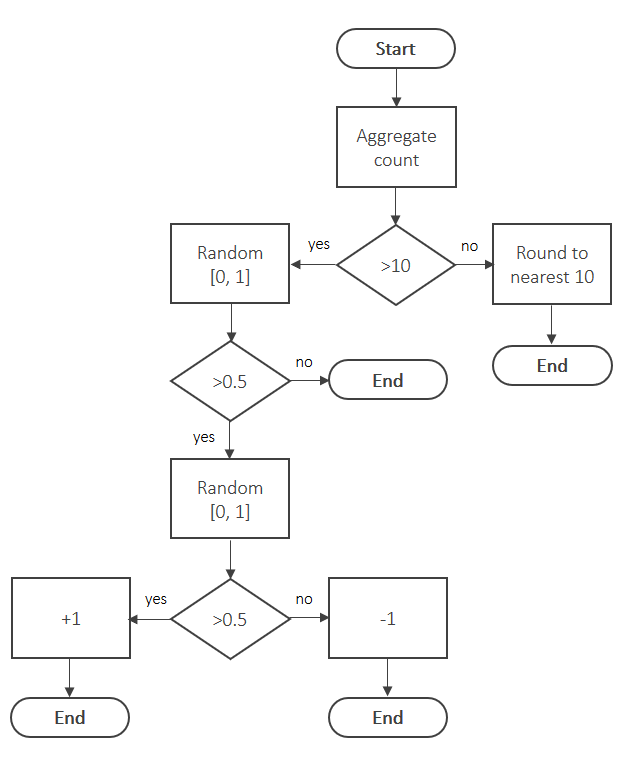 Start
Aggregate
count
>10
yes
no
Random
[0, 1]
Round to
nearest 10
End
>0.5
no
End
yes
Random
[0, 1]
>0.5
yes
no
+1
-1
End
End